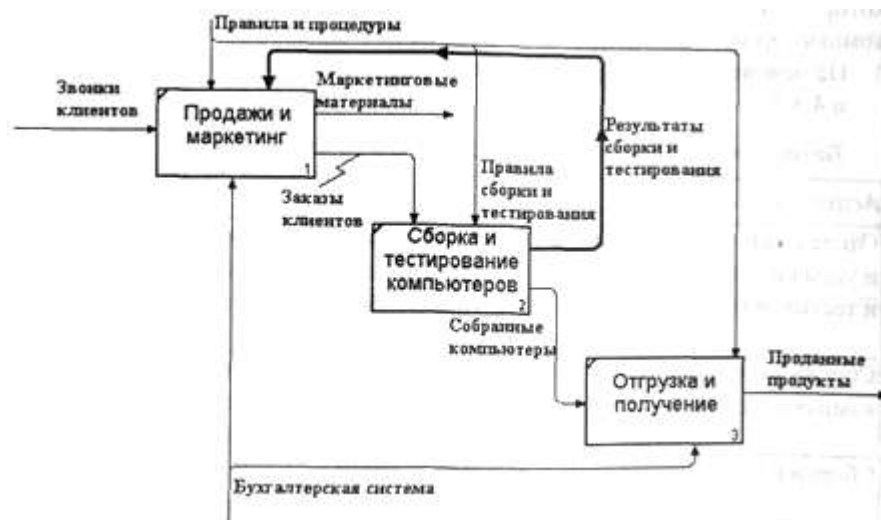 Правила и процедуры
Звонки
клиентов
Маркетинговые
материалы
Продажи и
маркетинг
1
Результаты
сборки и
тестирования
Правила
сборки и
тестирования
Заказы
клиентов
Сборка и
тестирование
компьютеров
2
Собранные
компьютеры
Проданные
продукты
Отгрузка и
получение
3
Бухгалтерская система